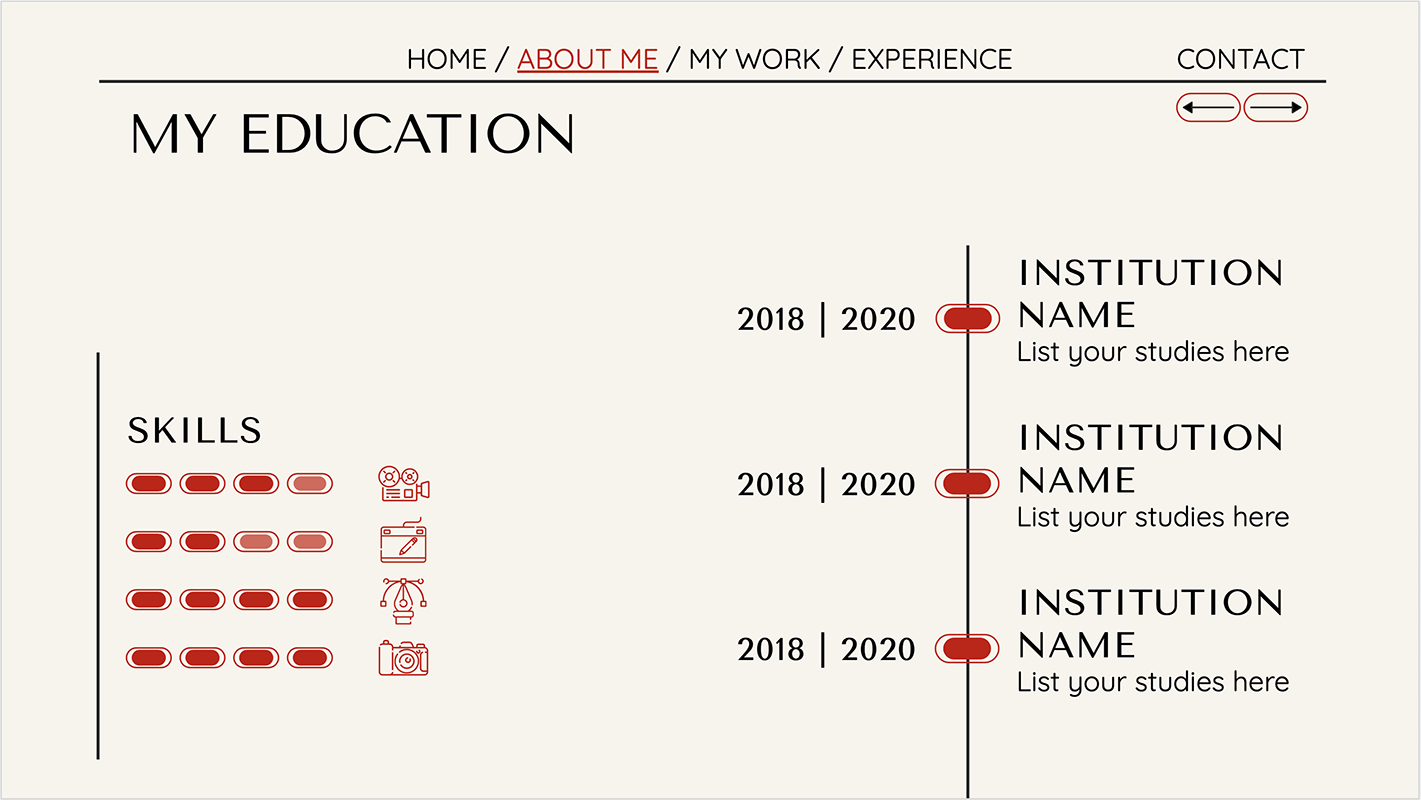 HOME / ABOUT ME / MY WORK / EXPERIENCE CONTACT
MY EDUCATION
SKILLS
2018 | 2020
INSTITUTION
NAME
List your studies here
2018 | 2020
INSTITUTION
NAME
List your studies here
2018 | 2020
INSTITUTION
NAME
List your studies here